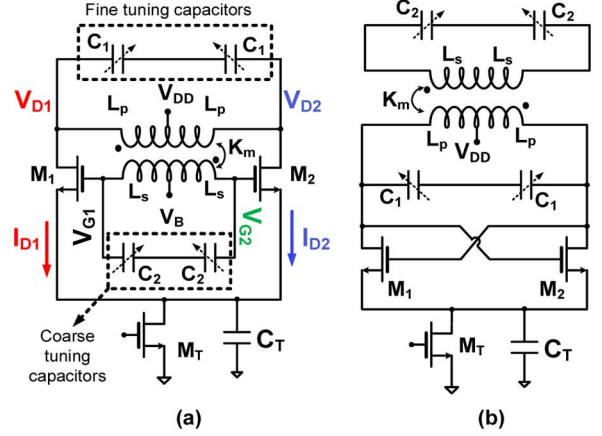 Fine tuning capacitors
C1 C1
VD1 Lp VDD Lp VD2
Km
M1 Ls Ls M2
VG1 VB VG2
ID1 ID2
C2 C2
Coarse
tuning
capacitors
MT CT
(a)
C2 C2
Ls Ls
Km
Lp Lp
VDD
C1 C1
M1 M2
MT CT
(b)